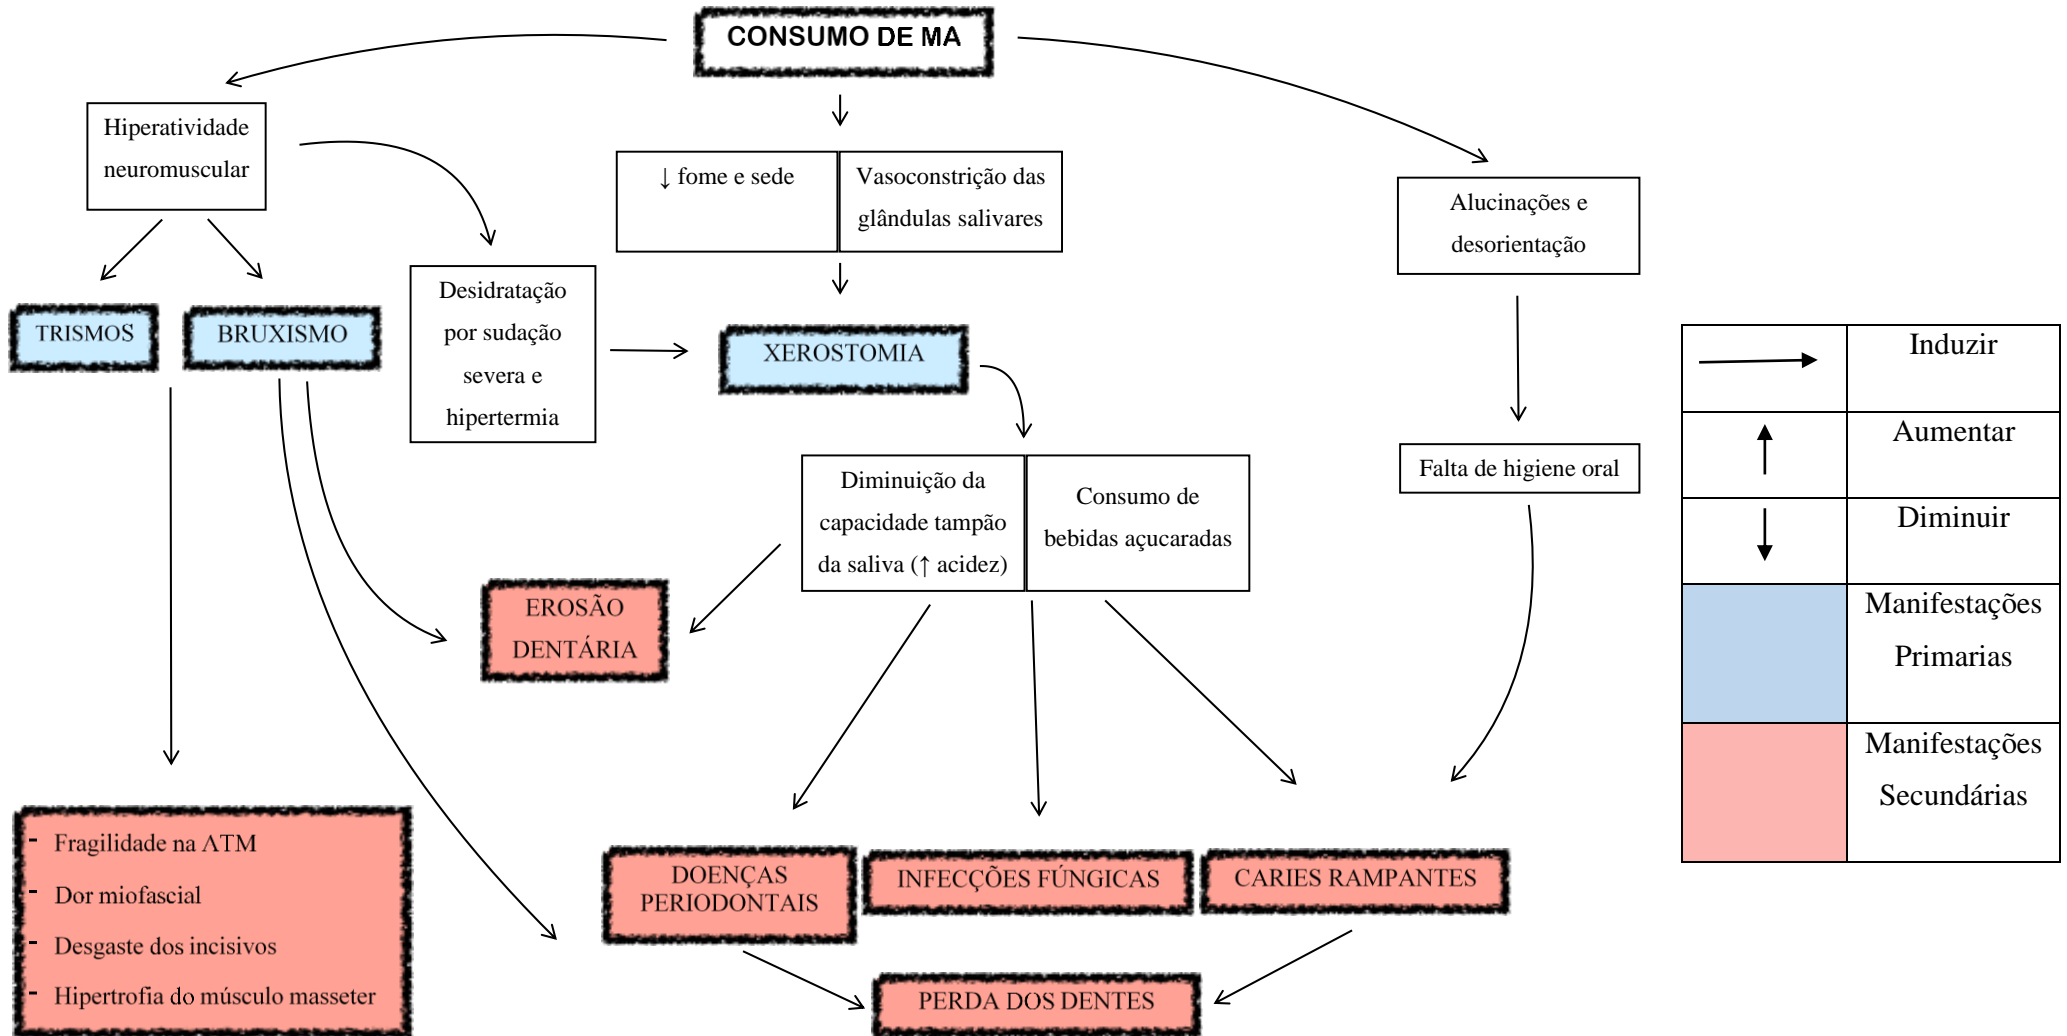 CONSUMO DE MA
Hiperatividade
neuromuscular
↓ fome e sede
Vasoconstrição das
glândulas salivares
Alucinações e
desorientação
TRISMOS
BRUXISMO
Desidratação
por sudação
severa e
hipertermia
XEROSTOMIA
Falta de higiene oral
Diminuição da
capacidade tampão
da saliva (↑ acidez)
Consumo de
bebidas açucaradas
EROSÃO
DENTÁRIA
- Fragilidade na ATM
- Dor miofascial
- Desgaste dos incisivos
- Hipertrofia do músculo masseter
DOENÇAS
PERIODONTAIS
INFECÇÕES FÚNGICAS
CARIES RAMPANTES
PERDA DOS DENTES
Induzir
Aumentar
Diminuir
Manifestações
Primarias
Manifestações
Secundárias